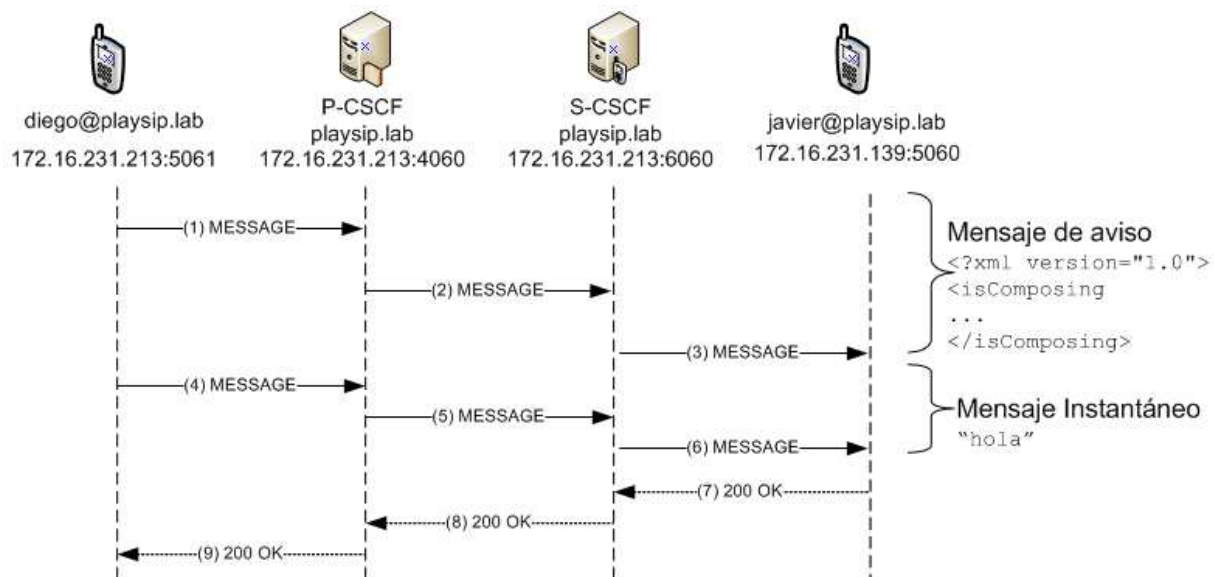 diego@playsip.lab
172.16.231.213:5061
P-CSCF
playsip.lab
172.16.231.213:4060
S-CSCF
playsip.lab
172.16.231.213:6060
javier@playsip.lab
172.16.231.139:5060
(1) MESSAGE
(2) MESSAGE
(3) MESSAGE
Mensaje de aviso
<?xml version="1.0">
<isComposing
...
</isComposing>
(4) MESSAGE
(5) MESSAGE
(6) MESSAGE
Mensaje Instantáneo
“hola”
(7) 200 OK
(8) 200 OK
(9) 200 OK